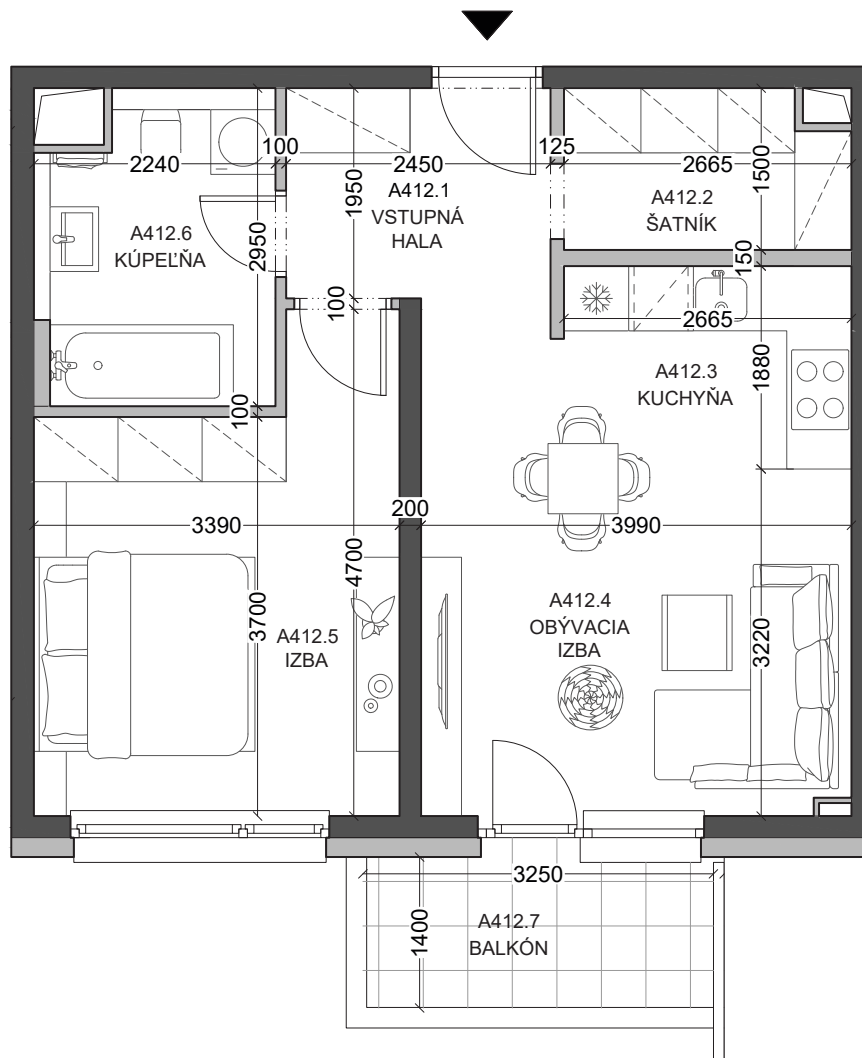 2240
100
2450
125
2665
1500
1950
A412.1
VSTUPNÁ
HALA
A412.2
ŠATNÍK
A412.6
KÚPEĽŇA
2950
150
100
2665
1880
A412.3
KUCHYŇA
100
3390
200
3990
4700
3700
A412.5
IZBA
A412.4
OBÝVACIA
IZBA
3220
3250
1400
A412.7
BALKÓN